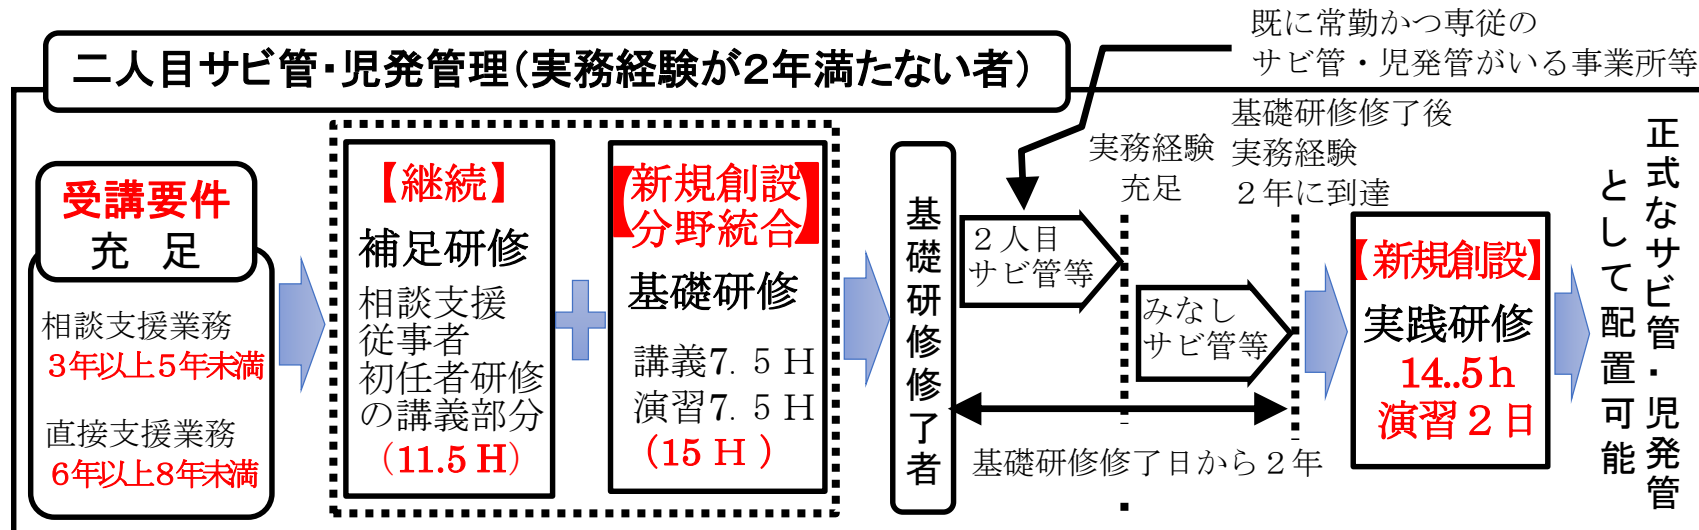 既に常勤かつ専従の
サビ管・児発管がいる事業所等
二人目サビ管・児発管理（実務経験が2年満たない者）
受講要件
充　足
相談支援業務
3年以上5年未満
直接支援業務
6年以上8年未満
【継続】
補足研修
相談支援
従事者
初任者研修
の講義部分
（11.5 H）
【新規創設
分野統合】
基礎研修
講義7. 5 H
演習7. 5 H
(15 H )
基礎研修修了者
２人目
サビ管等
実務経験
充足
みなし
サビ管等
基礎研修修了後
実務経験
２年に到達
基礎研修修了日から２年
【新規創設】
実践研修
14..5ｈ
演習２日
正式なサビ管・児発管
として配置可能